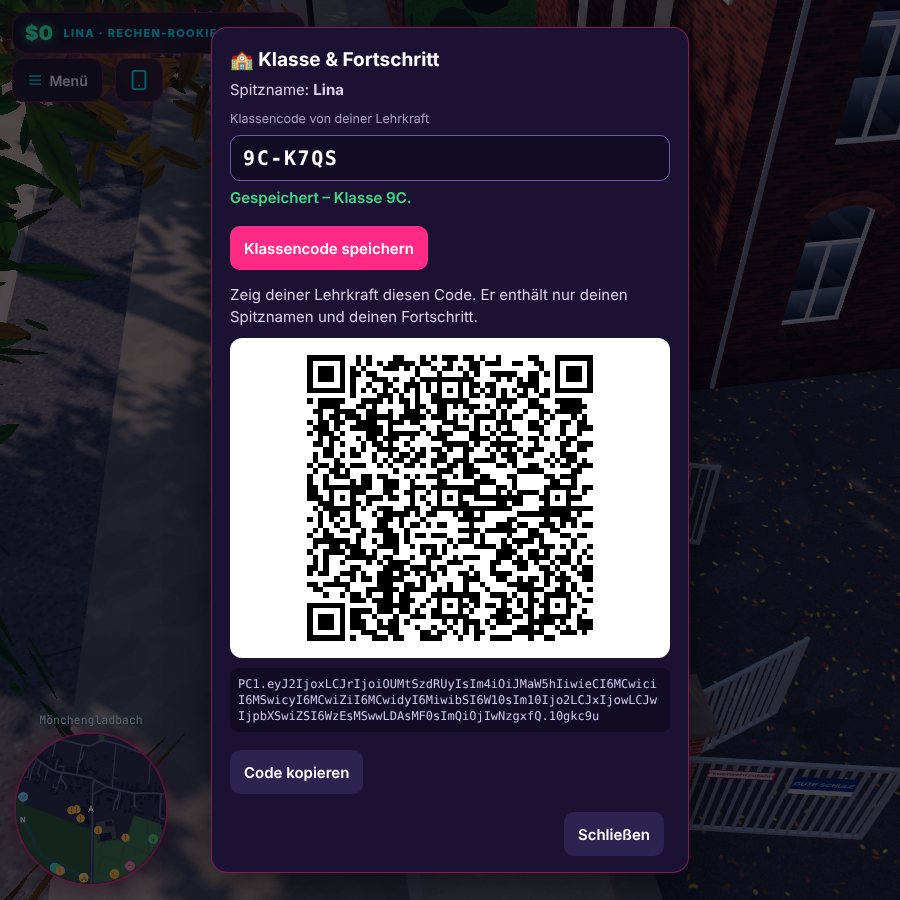 $0 LINA · RECHEN-ROOKIE
Menü
🏫 Klasse & Fortschritt
Spitzname: Lina
Klassencode von deiner Lehrkraft
9C-K7QS
Gespeichert – Klasse 9C.
Klassencode speichern
Zeig deiner Lehrkraft diesen Code. Er enthält nur deinen
Spitznamen und deinen Fortschritt.
PC1.eyJ2IjoxLCJrIjoiOUMtSzdRUyIsIm4iOiJMaW5hIiwieCI6MCwici
I6MSwicyI6MCwiZiI6MCwidyI6MiwibSI6W10sIml0Ijo2LCJxIjowLCJw
IjpbXSwiZSI6WzEsMSwwLDAsMF0sImQiOjIwNzgxfQ.10gkc9u
Code kopieren
Schließen
Mönchengladbach
N
A
GUTE SCHULE